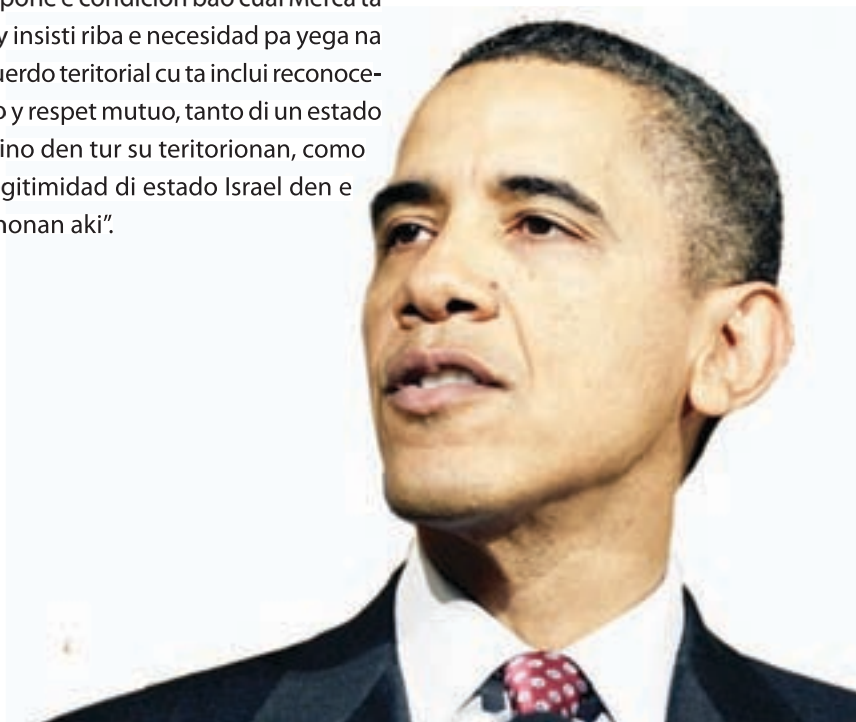 pone e condicion bao cual Merca ta
y insisti riba e necesidad pa yega na
uerdo teritorial cu ta inclui reconoce-
o y respet mutuo, tanto di un estado
ino den tur su teritorionan, como
gitimidad di estado Israel den e
nonan aki”.